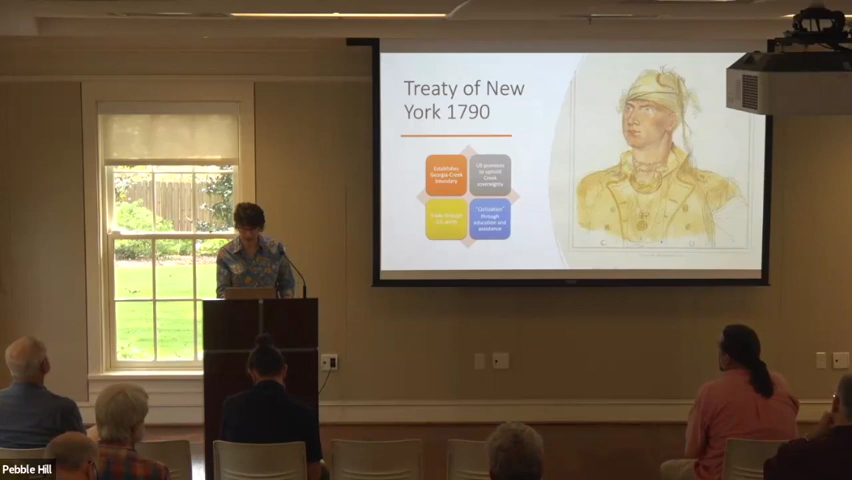 Treaty of New
York 1790
Establishes
Georgia-Creek
boundary
US promises
to uphold
Creek
sovereignty
Trade through
U.S.
"Civilization"
through
education and
assistance
Pebble Hill